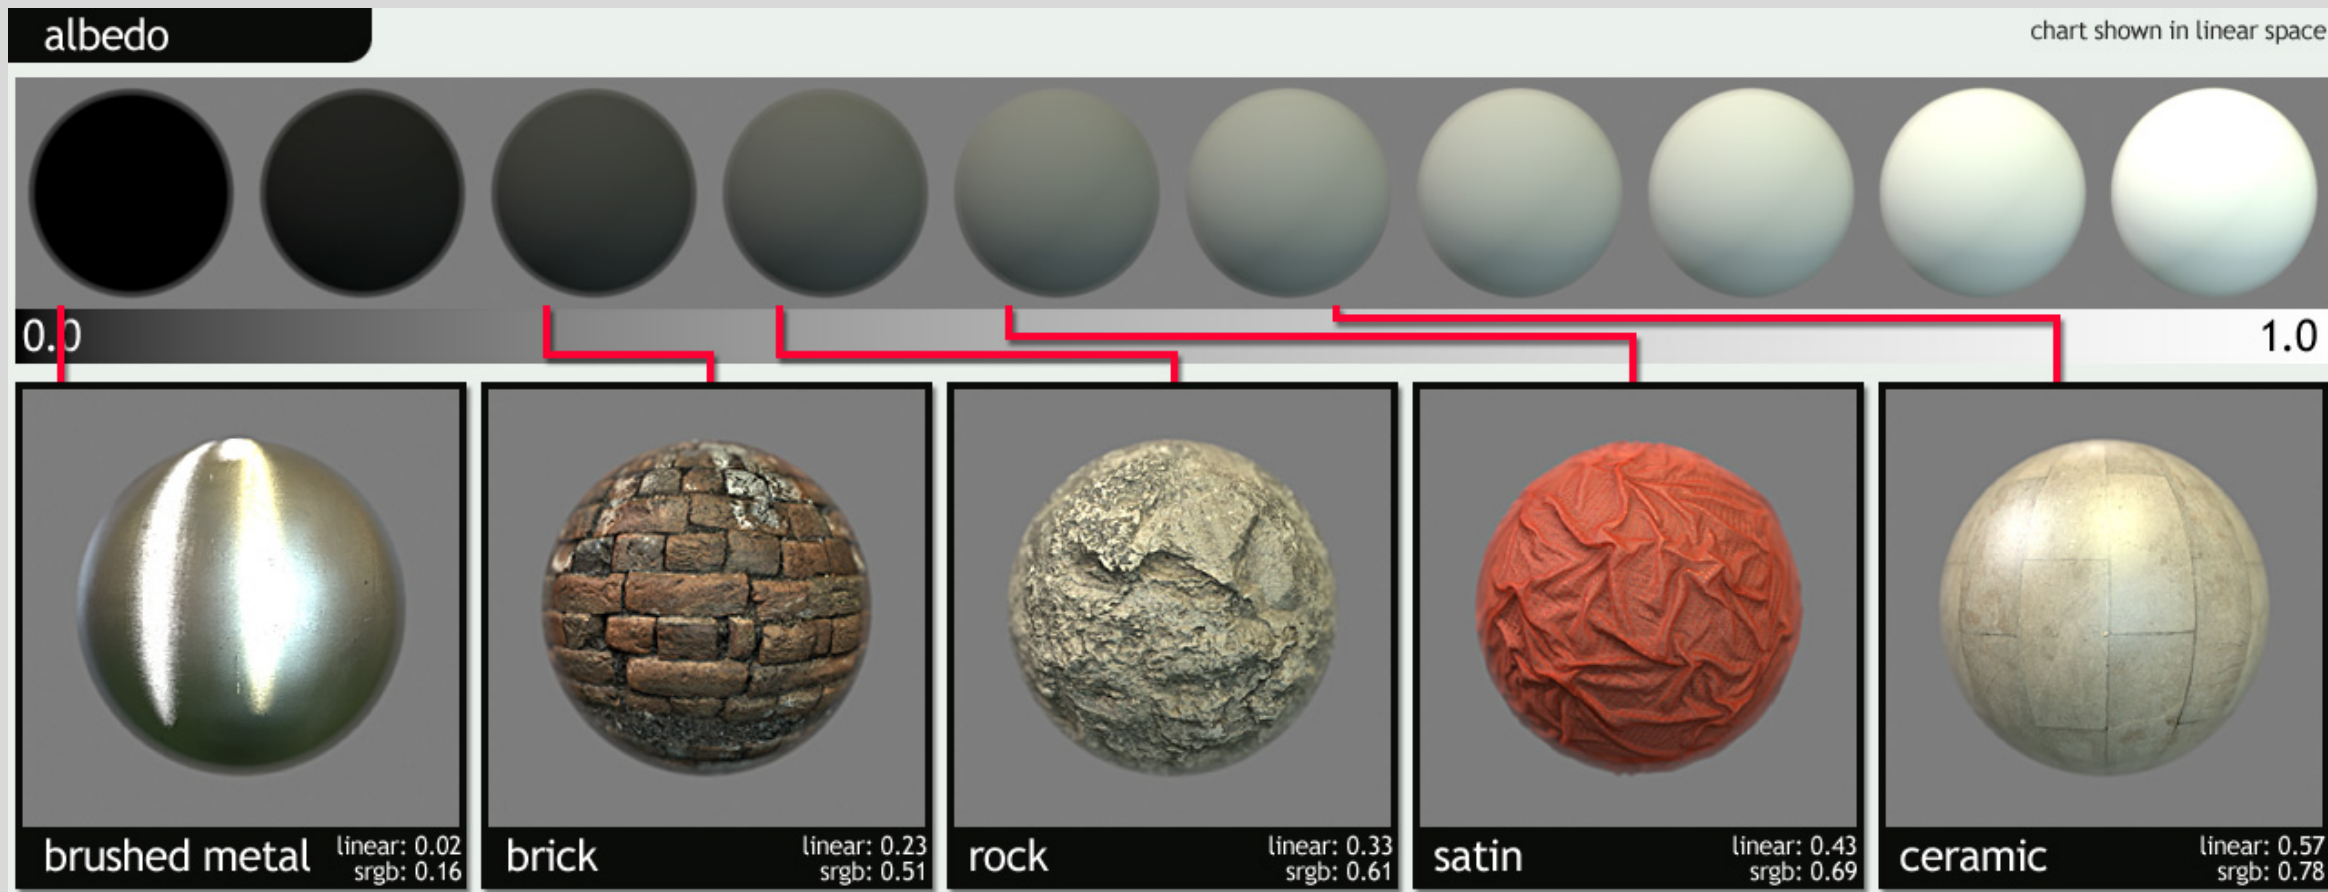 albedo
chart shown in linear space
0.0
1.0
brushed metal
linear: 0.02
srgb: 0.16
brick
linear: 0.23
srgb: 0.51
rock
linear: 0.33
srgb: 0.61
satin
linear: 0.43
srgb: 0.69
ceramic
linear: 0.57
srgb: 0.78